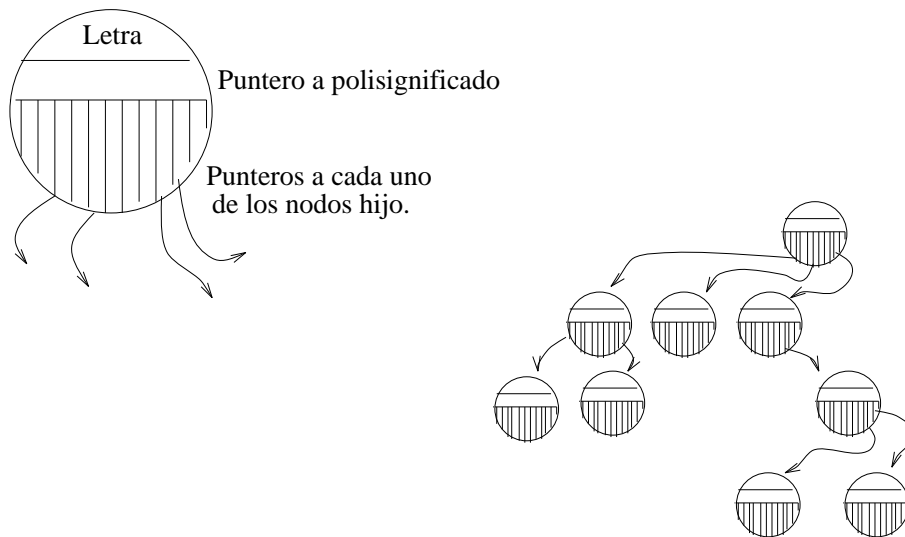 Letra
Puntero a polisignificado
Punteros a cada uno
de los nodos hijo.